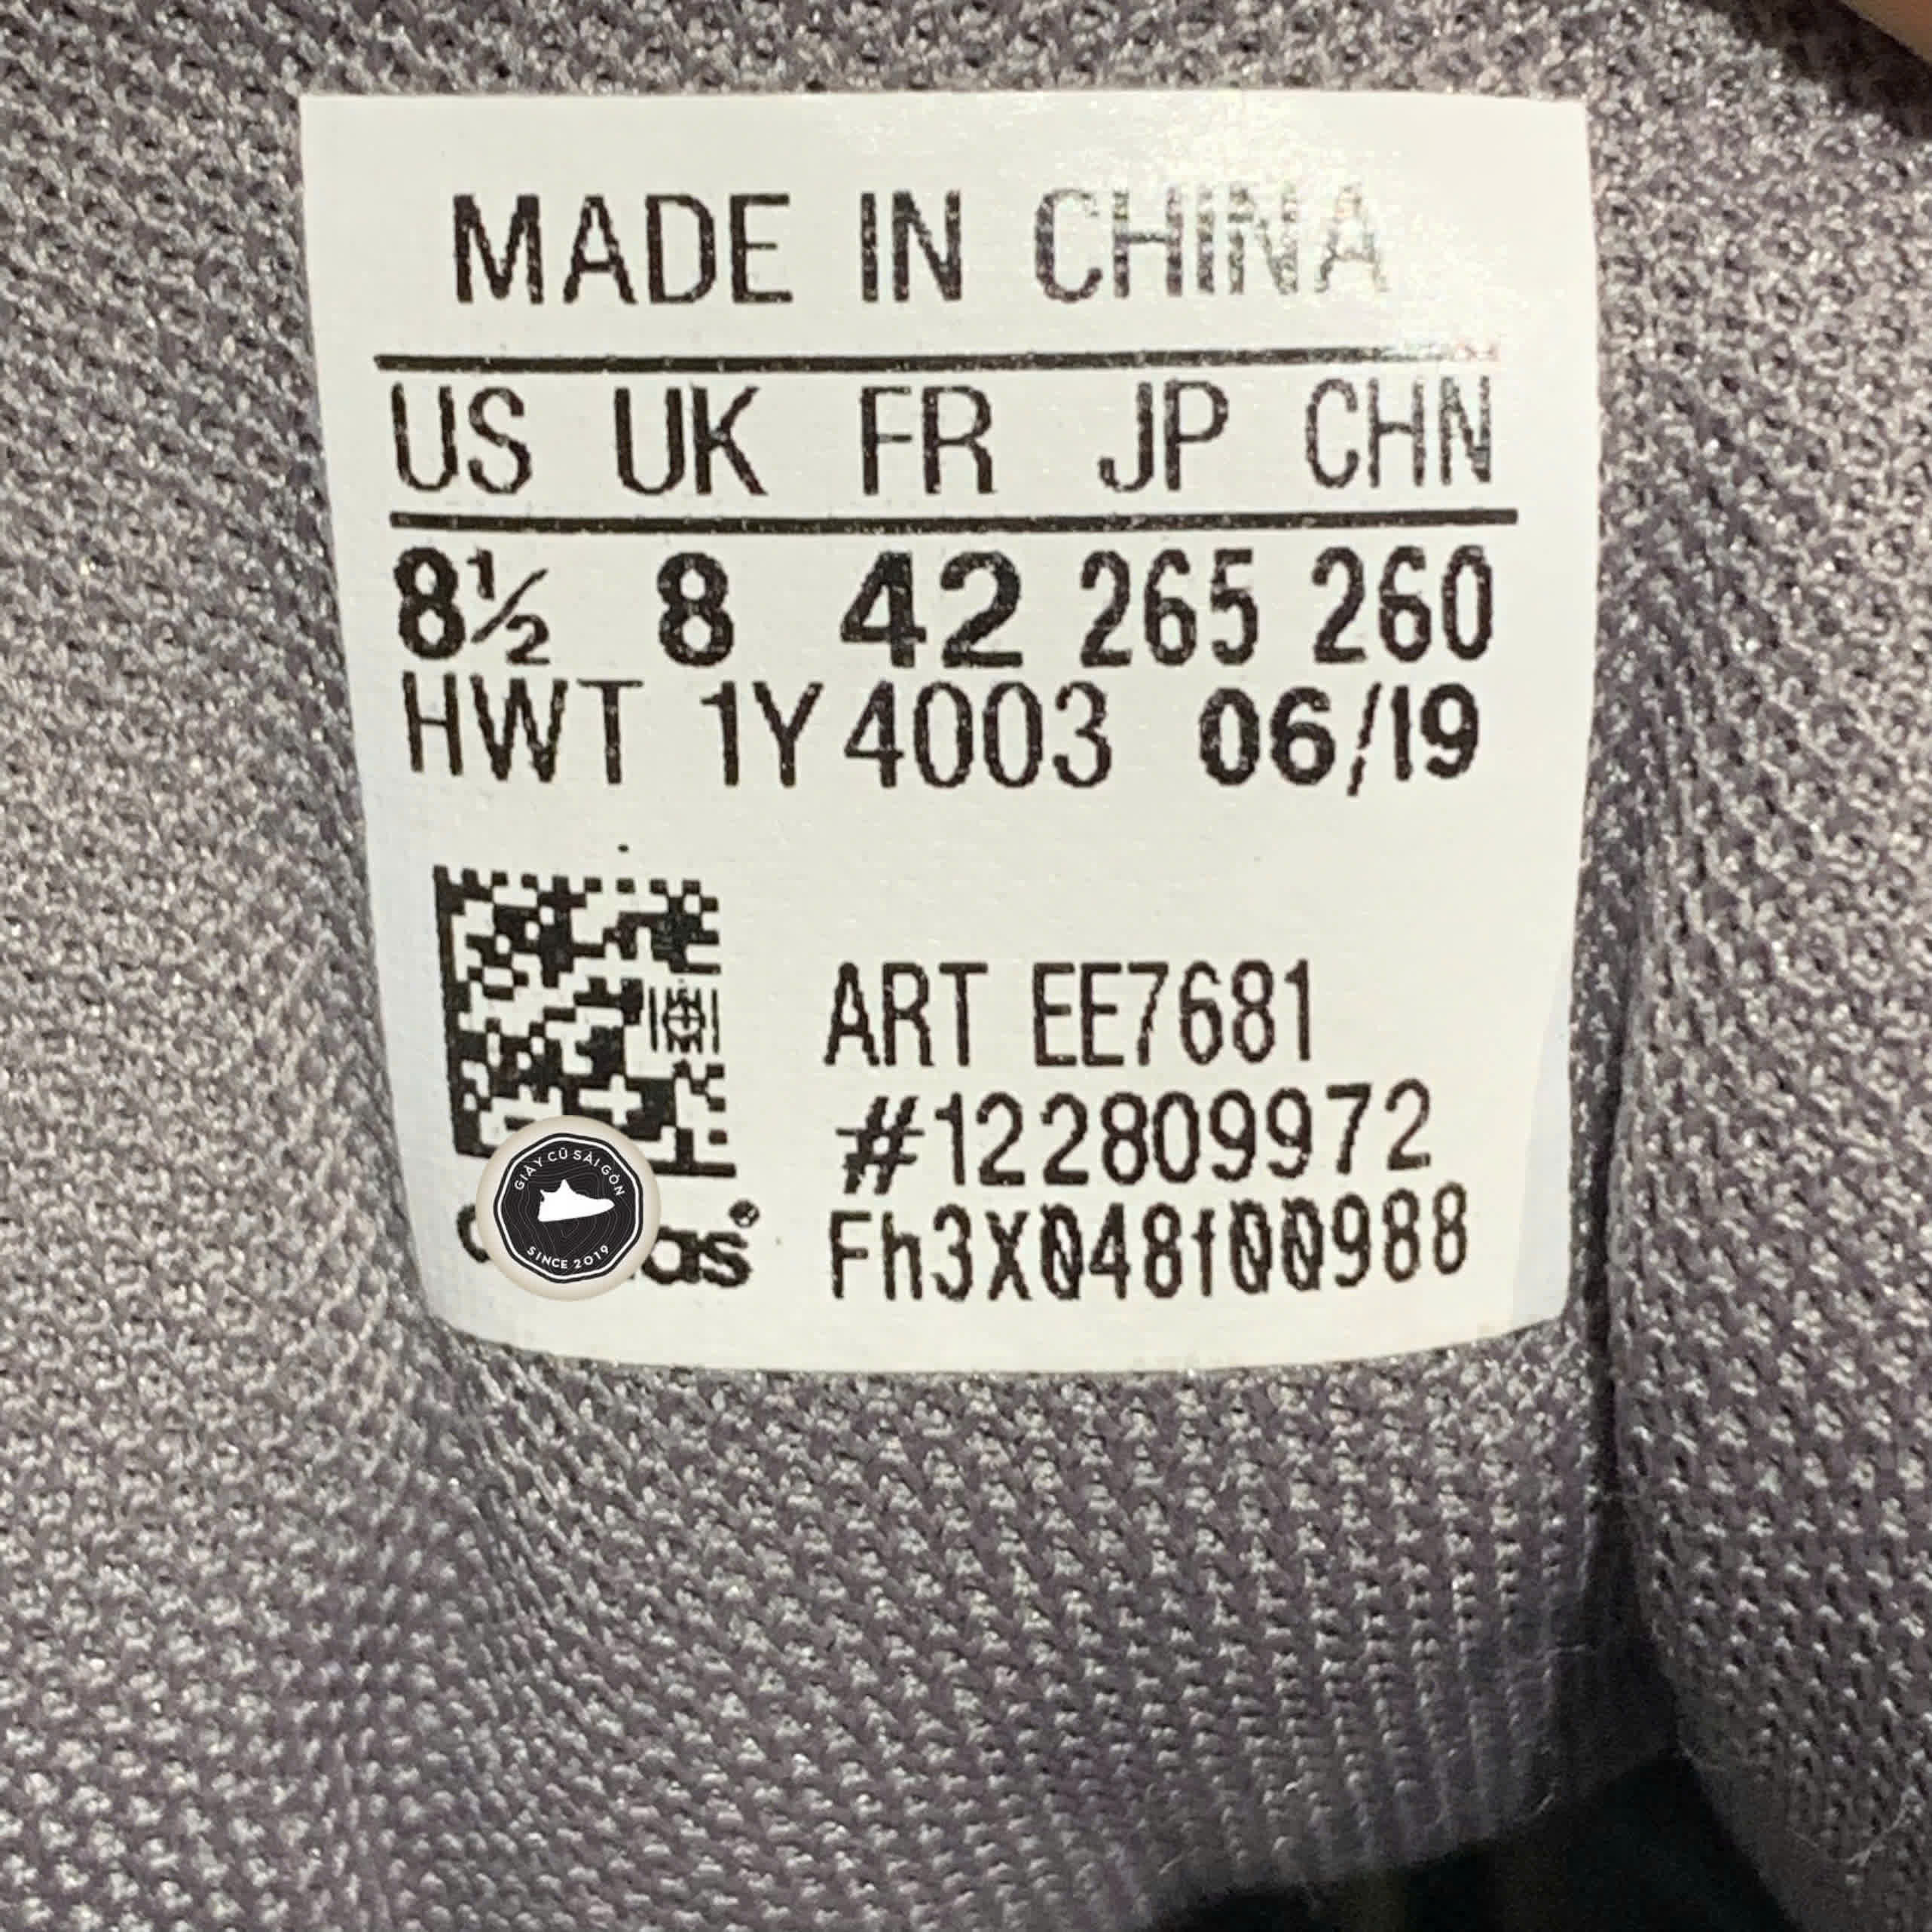 MADE IN CHINA
US UK FR JP CHN
8½ 8 42 265 260
HWT 1Y4003 06/19
ART EE7681
#122809972
Fh3X048f00988
GIÀY CŨ SÀI GÒN
SINCE 2019